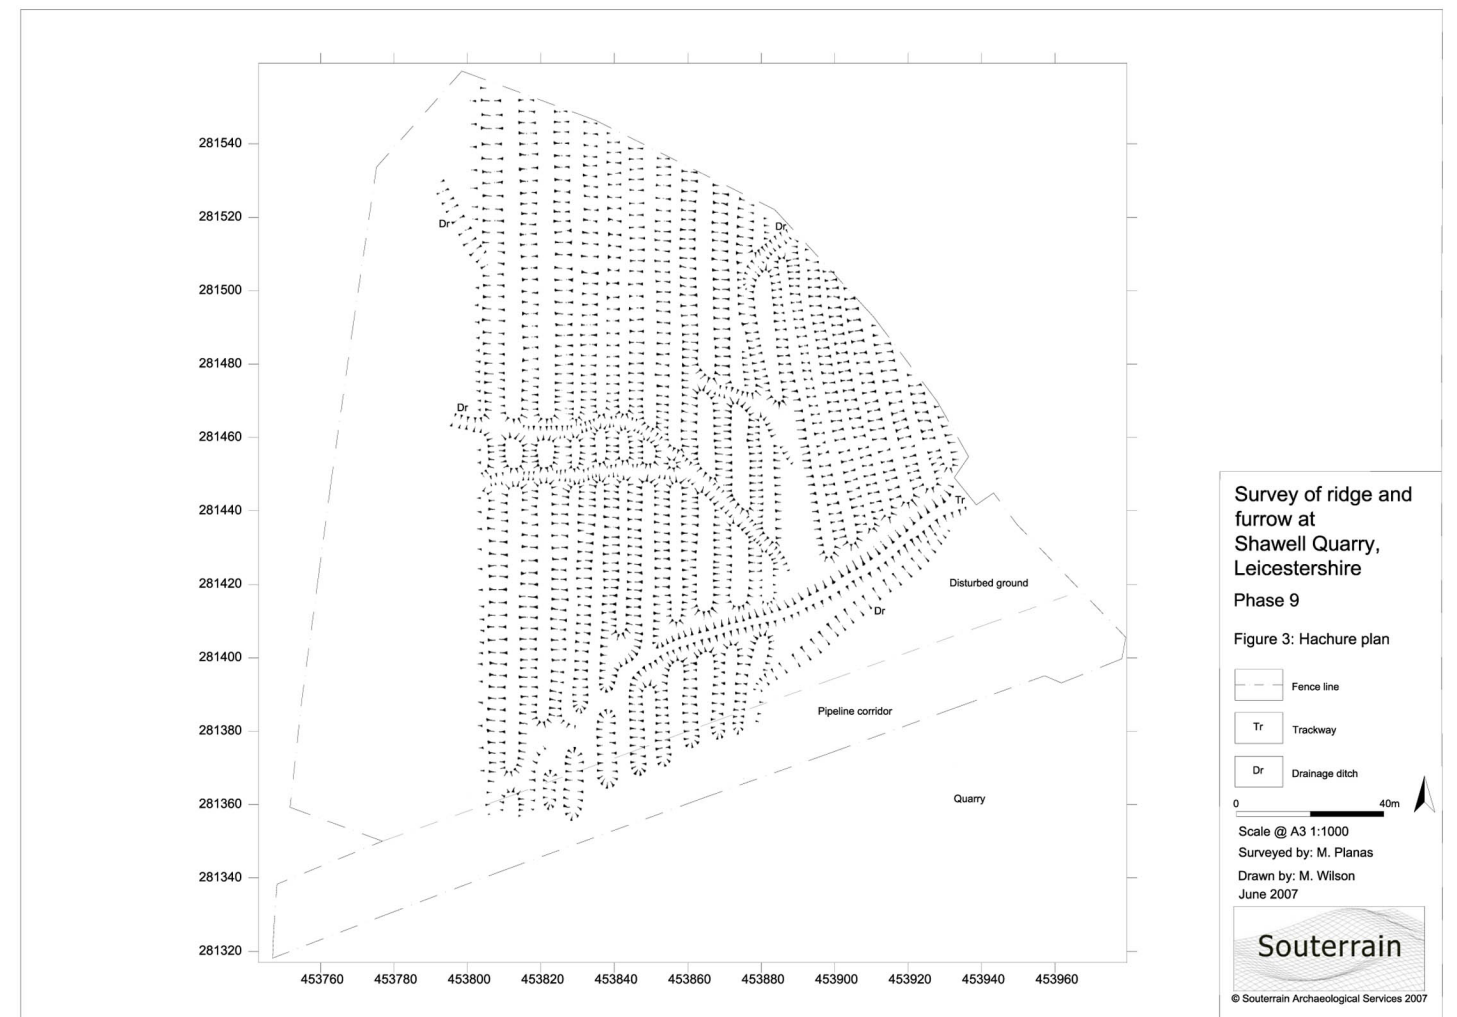 281540
281520
281500
281480
281460
281440
281420
281400
281380
281360
281340
281320
453760 453780 453800 453820 453840 453860 453880 453900 453920 453940 453960
Dr
Dr
Dr
Tr
Dr
Disturbed ground
Pipeline corridor
Quarry
Survey of ridge and
furrow at
Shawell Quarry,
Leicestershire
Phase 9
Figure 3: Hachure plan
Fence line
Tr Trackway
Dr Drainage ditch
0 40m
Scale @ A3 1:1000
Surveyed by: M. Planas
Drawn by: M. Wilson
June 2007
Souterrain
© Souterrain Archaeological Services 2007